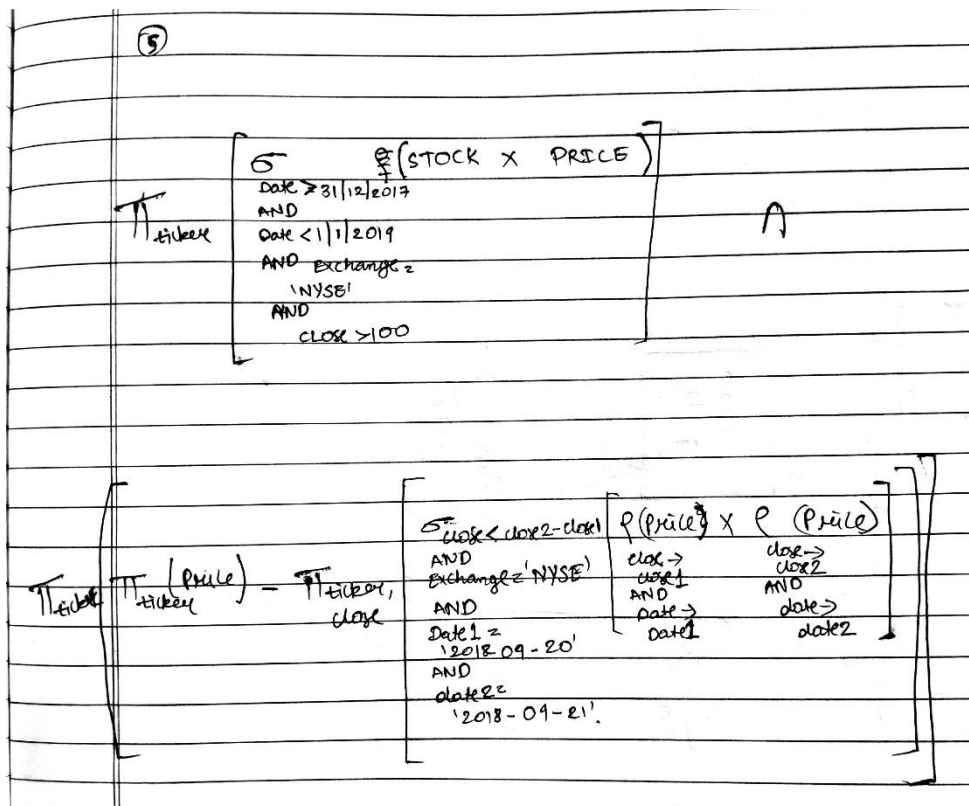 5
σ (STOCK X PRICE)
Date ≥ 31/12/2017
AND
Date < 1/1/2019
AND Exchange =
'NYSE'
AND
CLOSE >100
π ticker
∩
π ticker π ticker (Price) - π ticker, close
σ close < close2-close1
AND
Exchange = 'NYSE'
AND
Date1 =
'2018-09-20'
AND
date2 =
'2018-09-21'.
ρ (Price) X ρ (Price)
close → close →
close1 close2
AND AND
Date → date →
Date1 date2